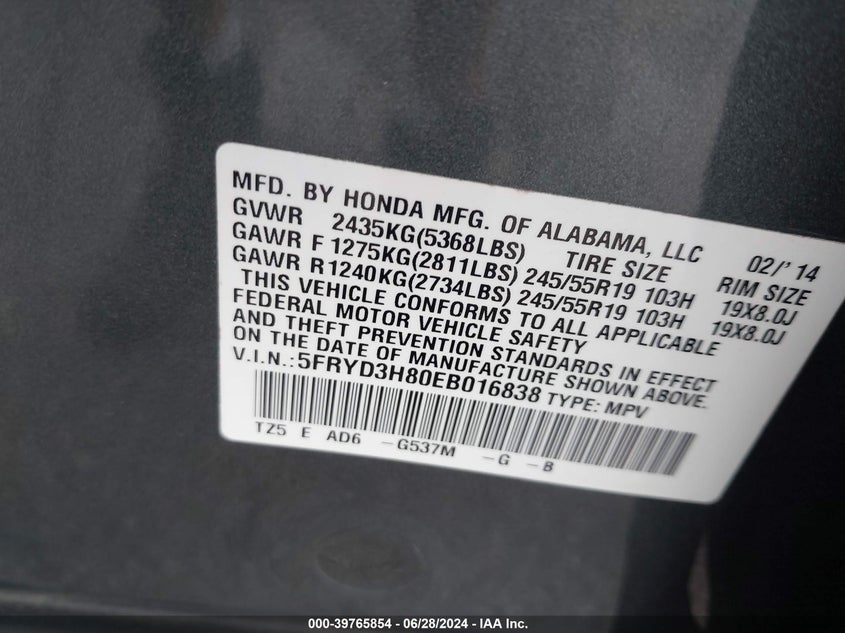 MFD. BY HONDA MFG. OF ALABAMA, LLC 02/' 14
GVWR 2435KG(5368LBS) TIRE SIZE RIM SIZE
GAWR F 1275KG(2811LBS) 245/55R19 103H 19X8.0J
GAWR R 1240KG(2734LBS) 245/55R19 103H 19X8.0J
THIS VEHICLE CONFORMS TO ALL APPLICABLE
FEDERAL MOTOR VEHICLE SAFETY
AND THEFT PREVENTION STANDARDS IN EFFECT
ON THE DATE OF MANUFACTURE SHOWN ABOVE.
V.I.N.: 5FRYD3H80EB016838 TYPE: MPV
TZ5 E AD6 -G537M -G -B
000-39765854 / 06/28/2024 - IAA Inc.